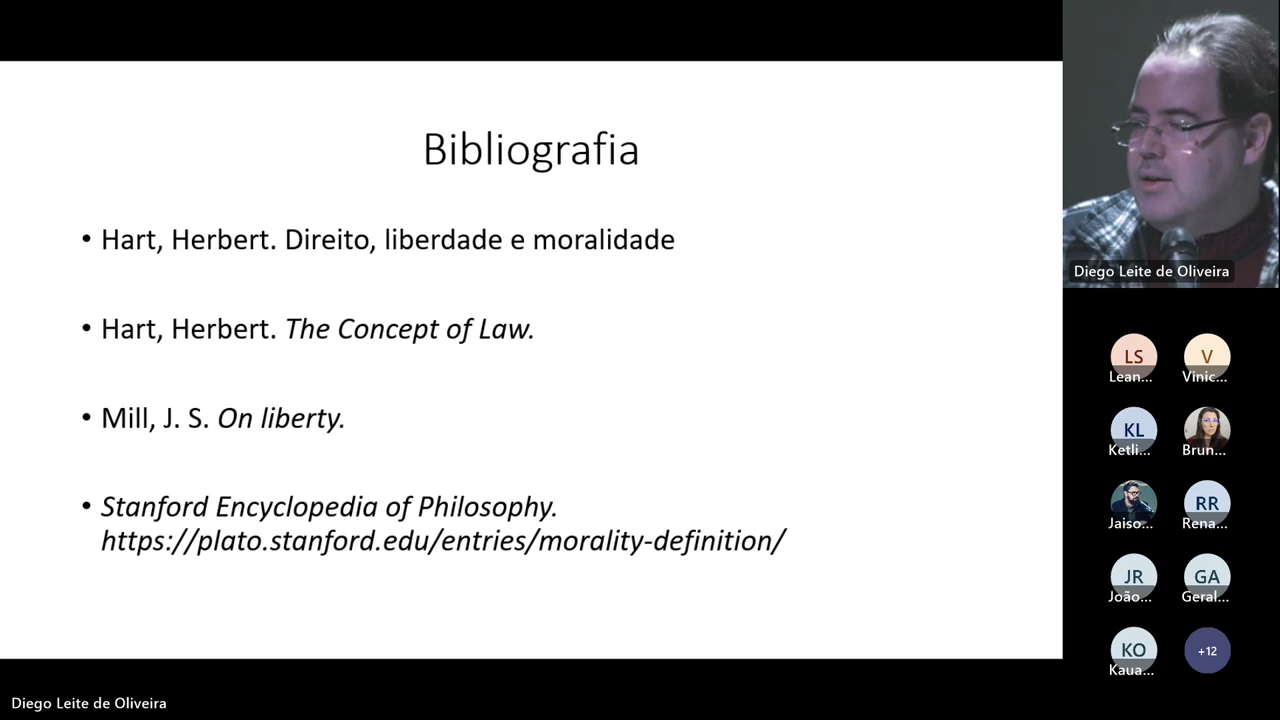 Bibliografia
• Hart, Herbert. Direito, liberdade e moralidade
• Hart, Herbert. The Concept of Law.
• Mill, J. S. On liberty.
• Stanford Encyclopedia of Philosophy.
https://plato.stanford.edu/entries/morality-definition/
Diego Leite de Oliveira
LS
Lean...
V
Vinic...
KL
Ketli...
Brun...
Jaiso...
RR
Rena...
JR
João...
GA
Geral...
KO
Kaua...
+12
Diego Leite de Oliveira